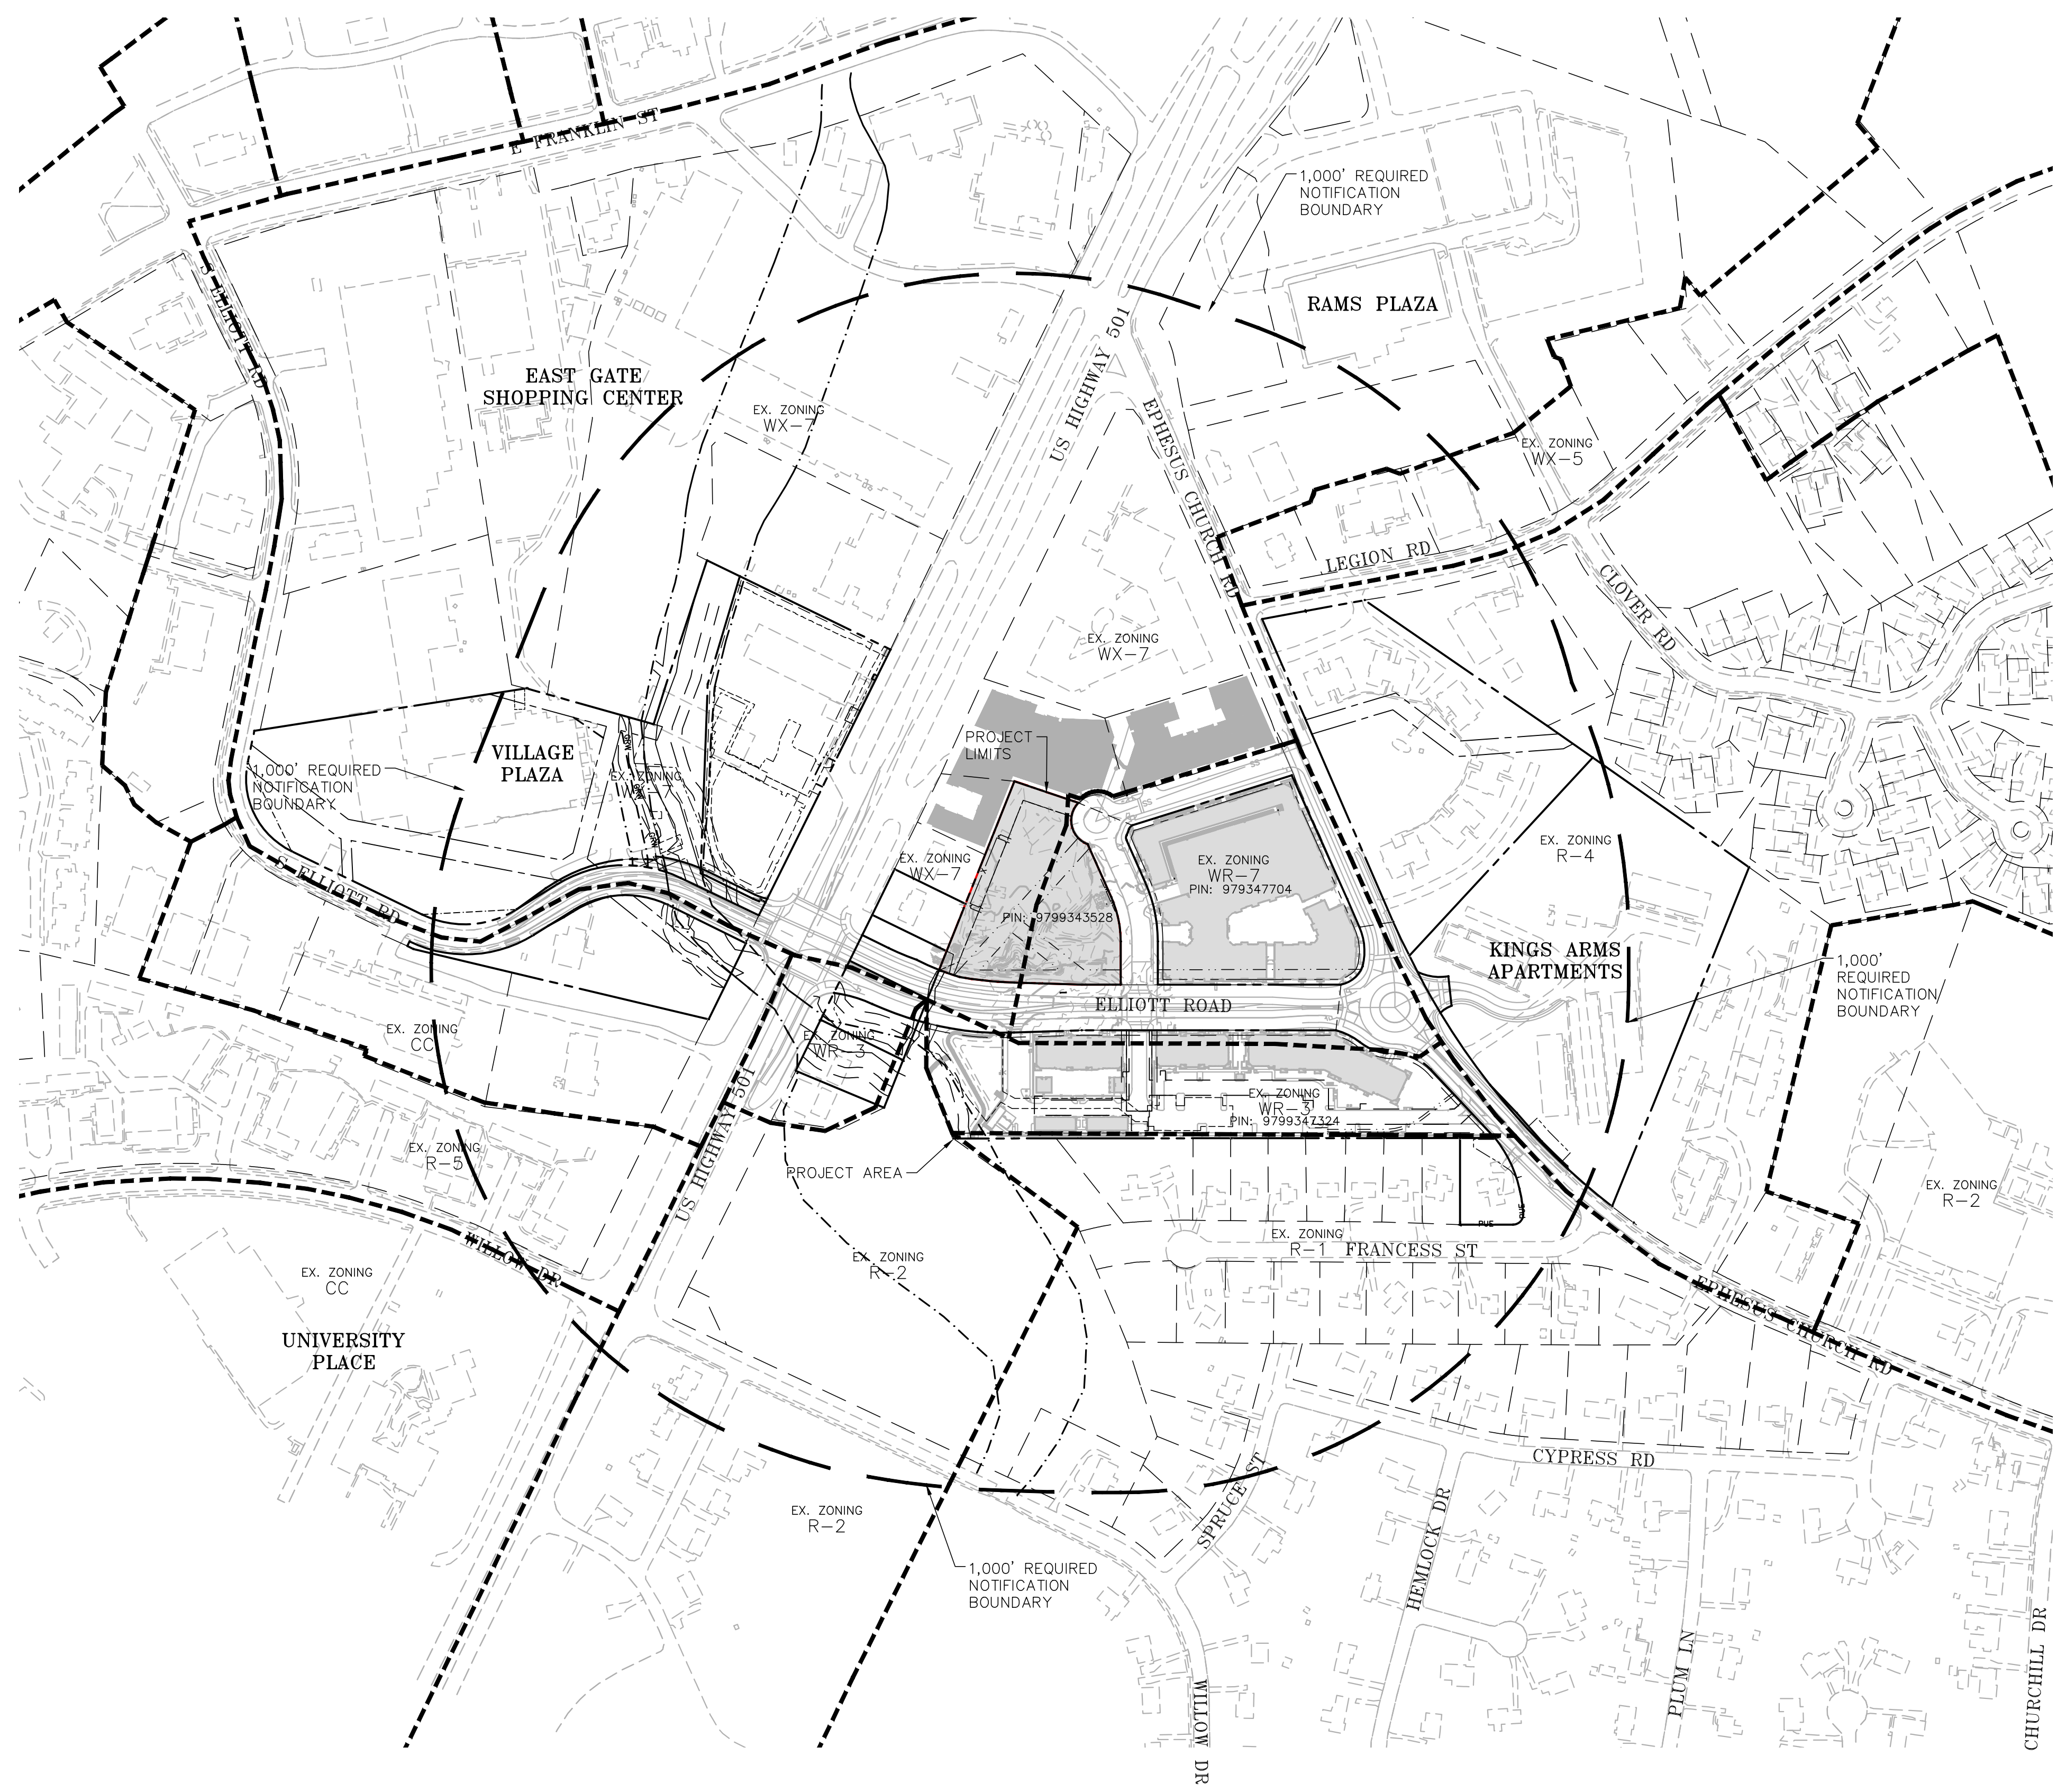 E FRANKLIN ST
1,000' REQUIRED
NOTIFICATION
BOUNDARY
RAMS PLAZA
S ELLIOTT RD
US HIGHWAY 501
EAST GATE
SHOPPING CENTER
EX. ZONING
WX-7
EPHESUS CHURCH RD
EX. ZONING
WX-5
LEGION RD
CLOVER RD
EX. ZONING
WX-7
PROJECT
LIMITS
VILLAGE
PLAZA
1,000' REQUIRED
NOTIFICATION
BOUNDARY
EX. ZONING
WX-7
EX. ZONING
WX-7
EX. ZONING
WR-7
PIN: 979347704
EX. ZONING
R-4
S ELLIOTT RD
PIN: 9799343528
KINGS ARMS
APARTMENTS
1,000'
REQUIRED
NOTIFICATION
BOUNDARY
ELLIOTT ROAD
EX. ZONING
CC
EX. ZONING
WR-3
EX. ZONING
WR-3
PIN: 9799347324
US HIGHWAY 501
EX. ZONING
R-5
PROJECT AREA
EX. ZONING
R-2
PUE
PUE
EX. ZONING
R-1 FRANCESS ST
WILLOW DR
EX. ZONING
R-2
EX. ZONING
CC
EPHESUS CHURCH RD
UNIVERSITY
PLACE
CYPRESS RD
SPRUCE ST
EX. ZONING
R-2
HEMLOCK DR
1,000' REQUIRED
NOTIFICATION
BOUNDARY
PLUM LN
CHURCHILL DR
WILLOW DR